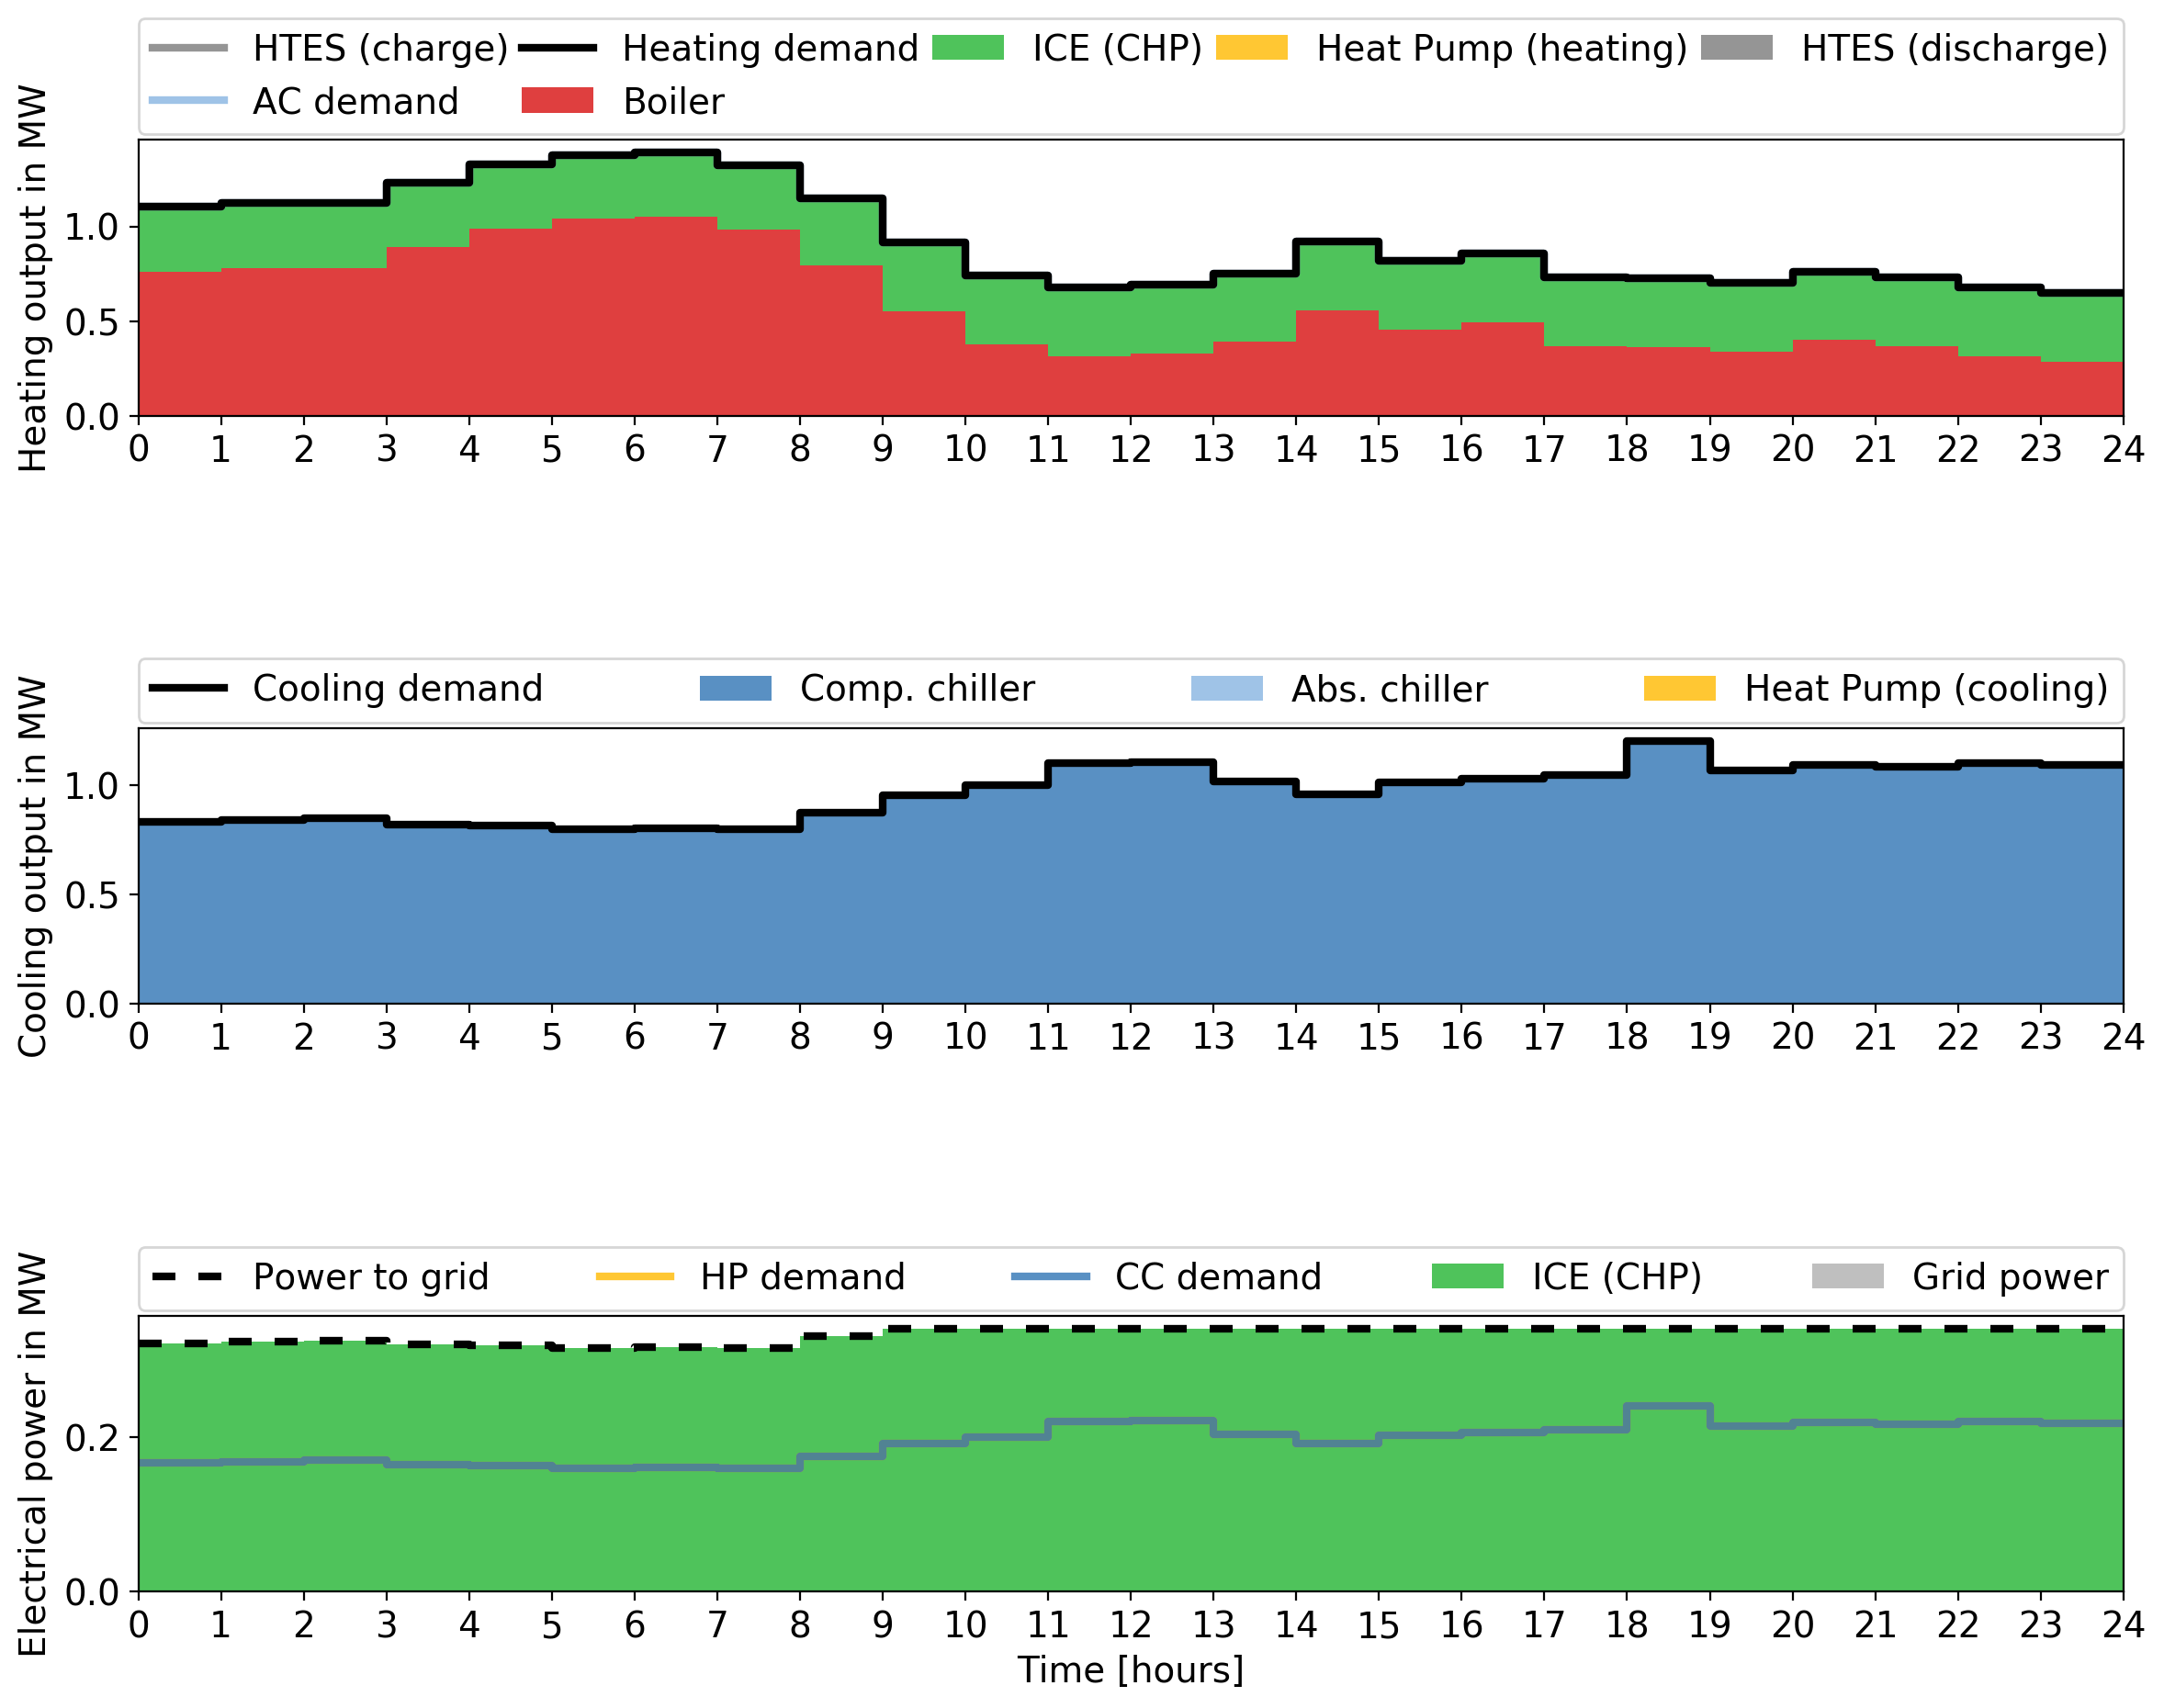 HTES (charge) Heating demand ICE (CHP) Heat Pump (heating) HTES (discharge)
AC demand Boiler
Heating output in MW
1.0
0.5
0.0
0 1 2 3 4 5 6 7 8 9 10 11 12 13 14 15 16 17 18 19 20 21 22 23 24
Cooling demand Comp. chiller Abs. chiller Heat Pump (cooling)
Cooling output in MW
1.0
0.5
0.0
0 1 2 3 4 5 6 7 8 9 10 11 12 13 14 15 16 17 18 19 20 21 22 23 24
Power to grid HP demand CC demand ICE (CHP) Grid power
Electrical power in MW
0.2
0.0
0 1 2 3 4 5 6 7 8 9 10 11 12 13 14 15 16 17 18 19 20 21 22 23 24
Time [hours]